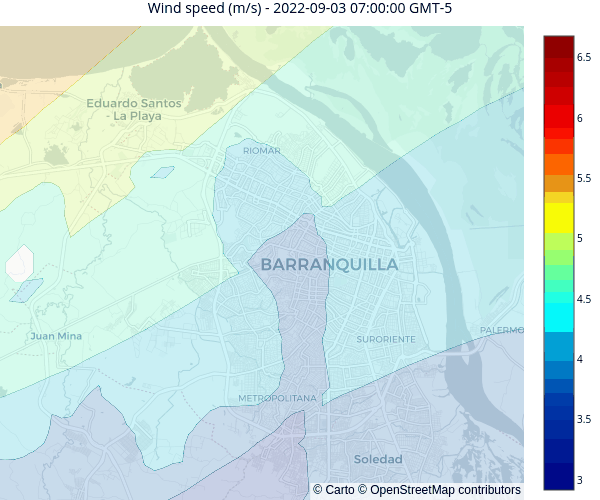 Wind speed (m/s) - 2022-09-03 07:00:00 GMT-5
6.5
Eduardo Santos
- La Playa
6
RIOMAR
5.5
5
BARRANQUILLA
4.5
PALERMO
Juan Mina
SURORIENTE
4
METROPOLITANA
3.5
Soledad
3
© Carto © OpenStreetMap contributors